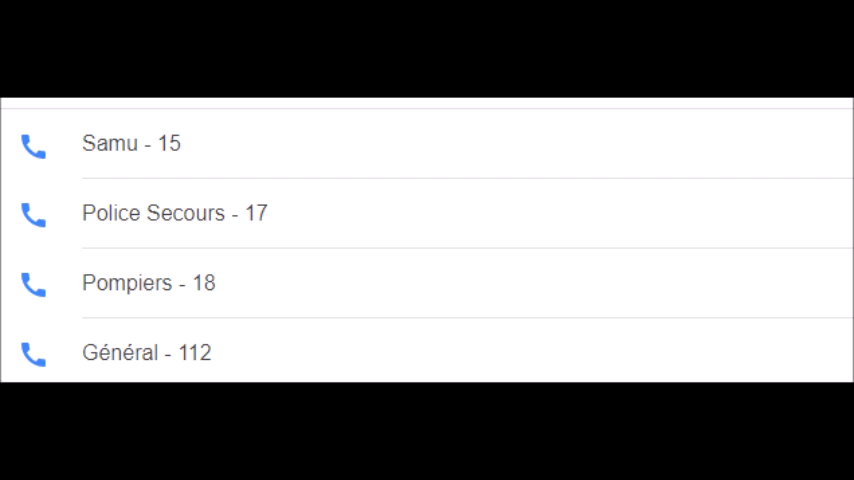 Samu - 15
Police Secours - 17
Pompiers - 18
Général - 112